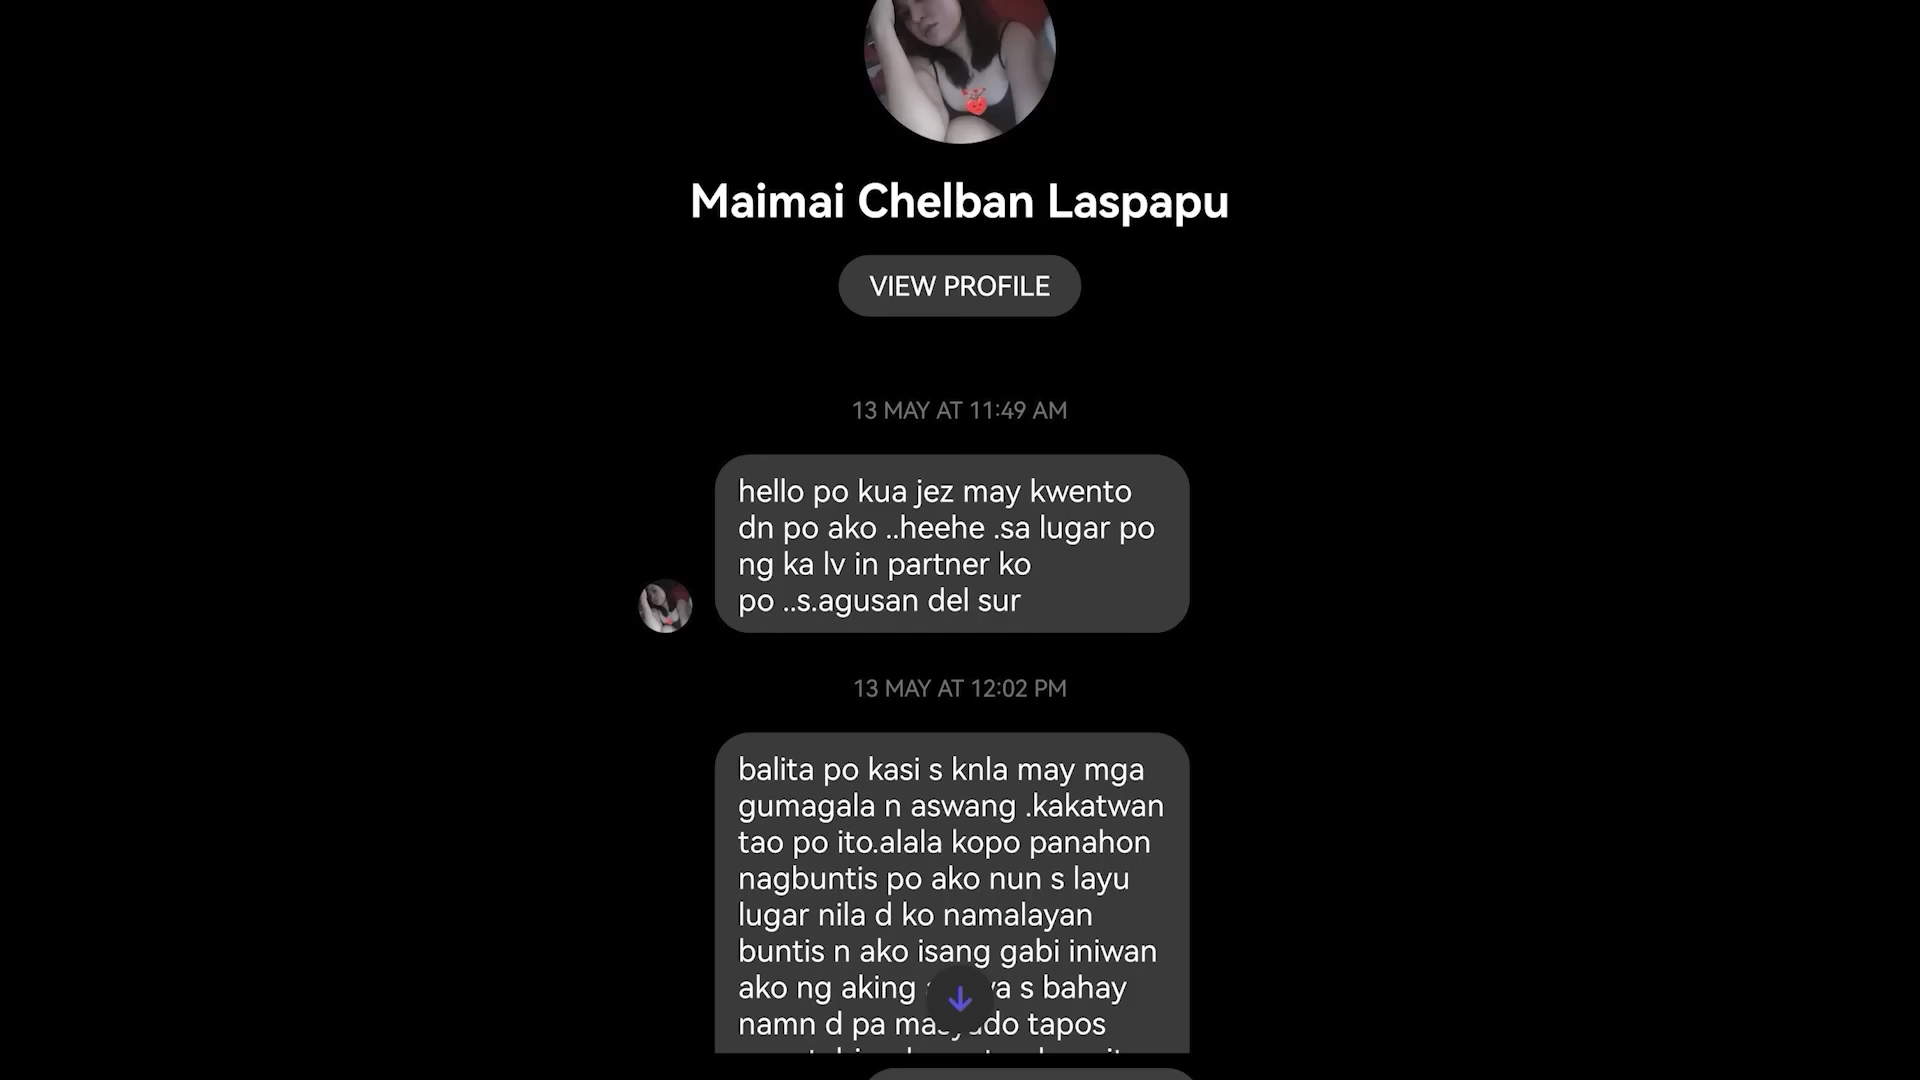 Maimai Chelban Laspapu
VIEW PROFILE
13 MAY AT 11:49 AM
hello po kua jez may kwento
dn po ako ..heehe .sa lugar po
ng ka lv in partner ko
po ..s.agusan del sur
13 MAY AT 12:02 PM
balita po kasi s knla may mga
gumagala n aswang .kakatwan
tao po ito.alala kopo panahon
nagbuntis po ako nun s layu
lugar nila d ko namalayan
buntis n ako isang gabi iniwan
ako ng aking s bahay
namn d pa tapos